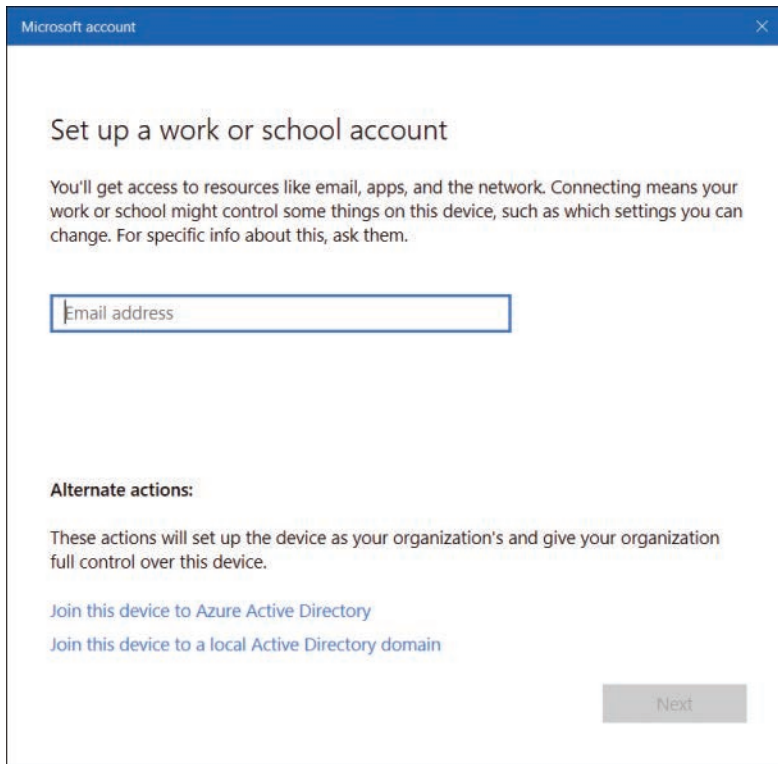 Microsoft account
Set up a work or school account
You'll get access to resources like email, apps, and the network. Connecting means your
work or school might control some things on this device, such as which settings you can
change. For specific info about this, ask them.
Email address
Alternate actions:
These actions will set up the device as your organization's and give your organization
full control over this device.
Join this device to Azure Active Directory
Join this device to a local Active Directory domain
Next